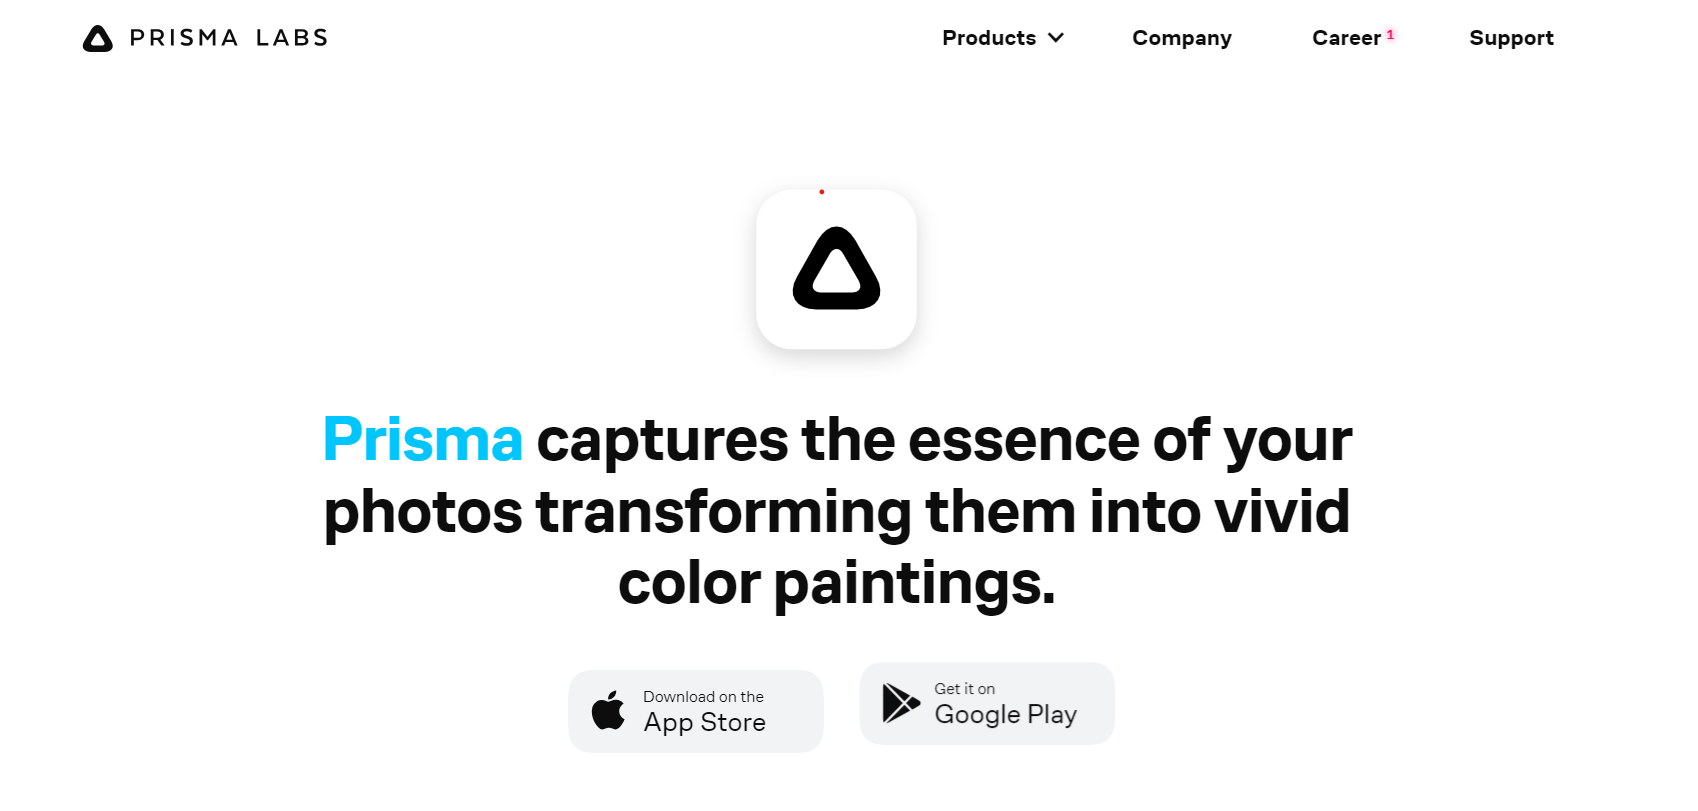 PRISMA LABS
Products
Company
Career 1
Support
Prisma captures the essence of your
photos transforming them into vivid
color paintings.
Download on the
App Store
Get it on
Google Play